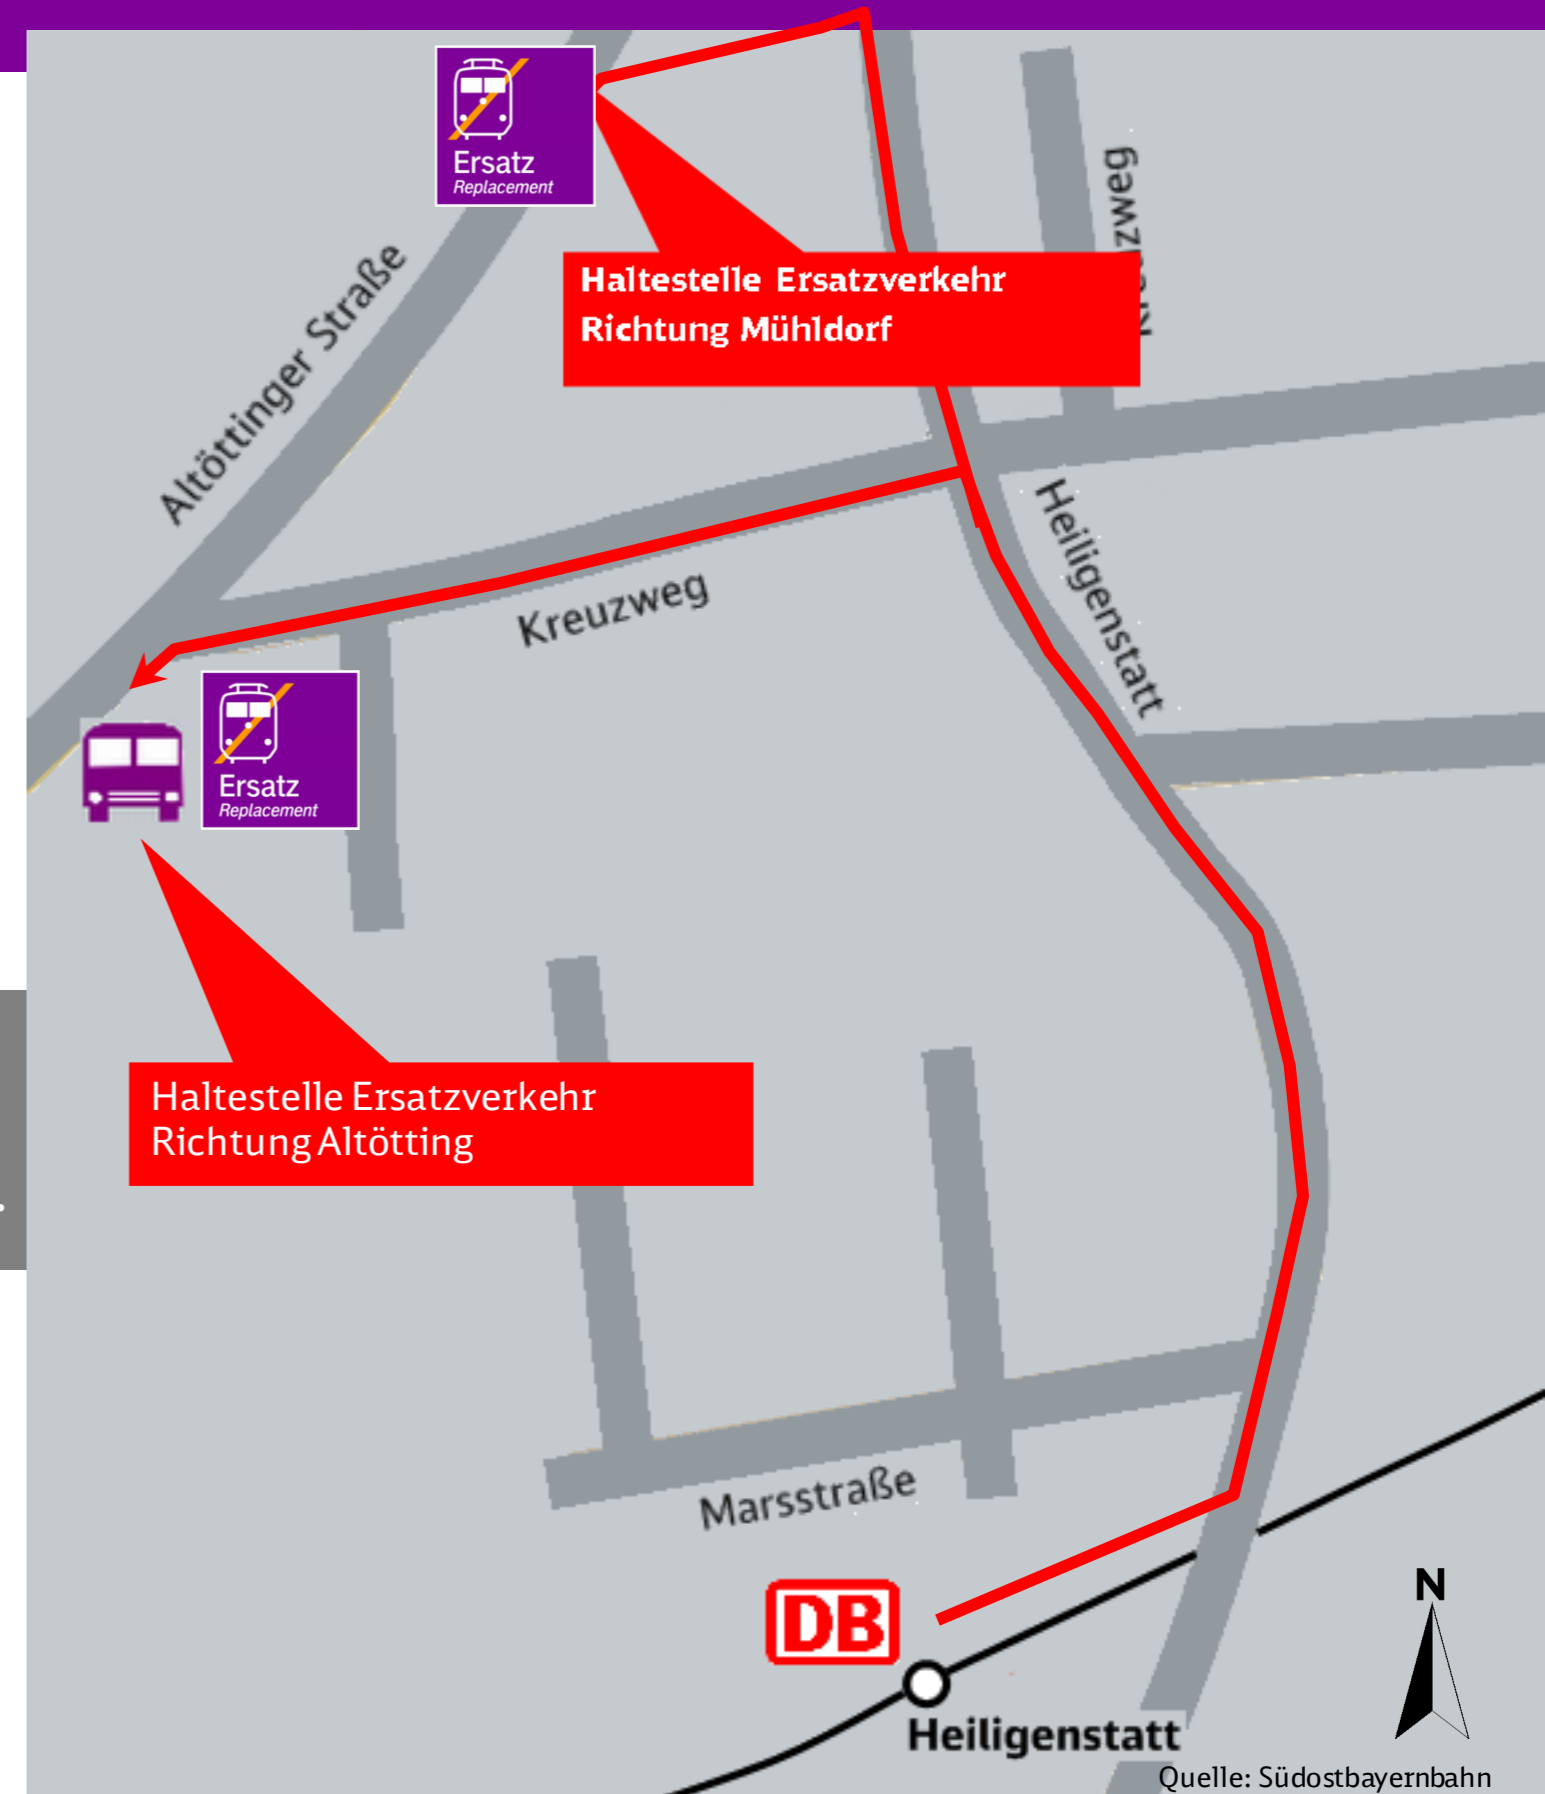 Ersatz
Replacement
Altöttinger Straße
Haltestelle Ersatzverkehr
Richtung Mühldorf
Kreuzweg
Heiligenstatt
Ersatz
Replacement
Haltestelle Ersatzverkehr
Richtung Altötting
Marsstraße
DB
N
Heiligenstatt
Quelle: Südostbayernbahn